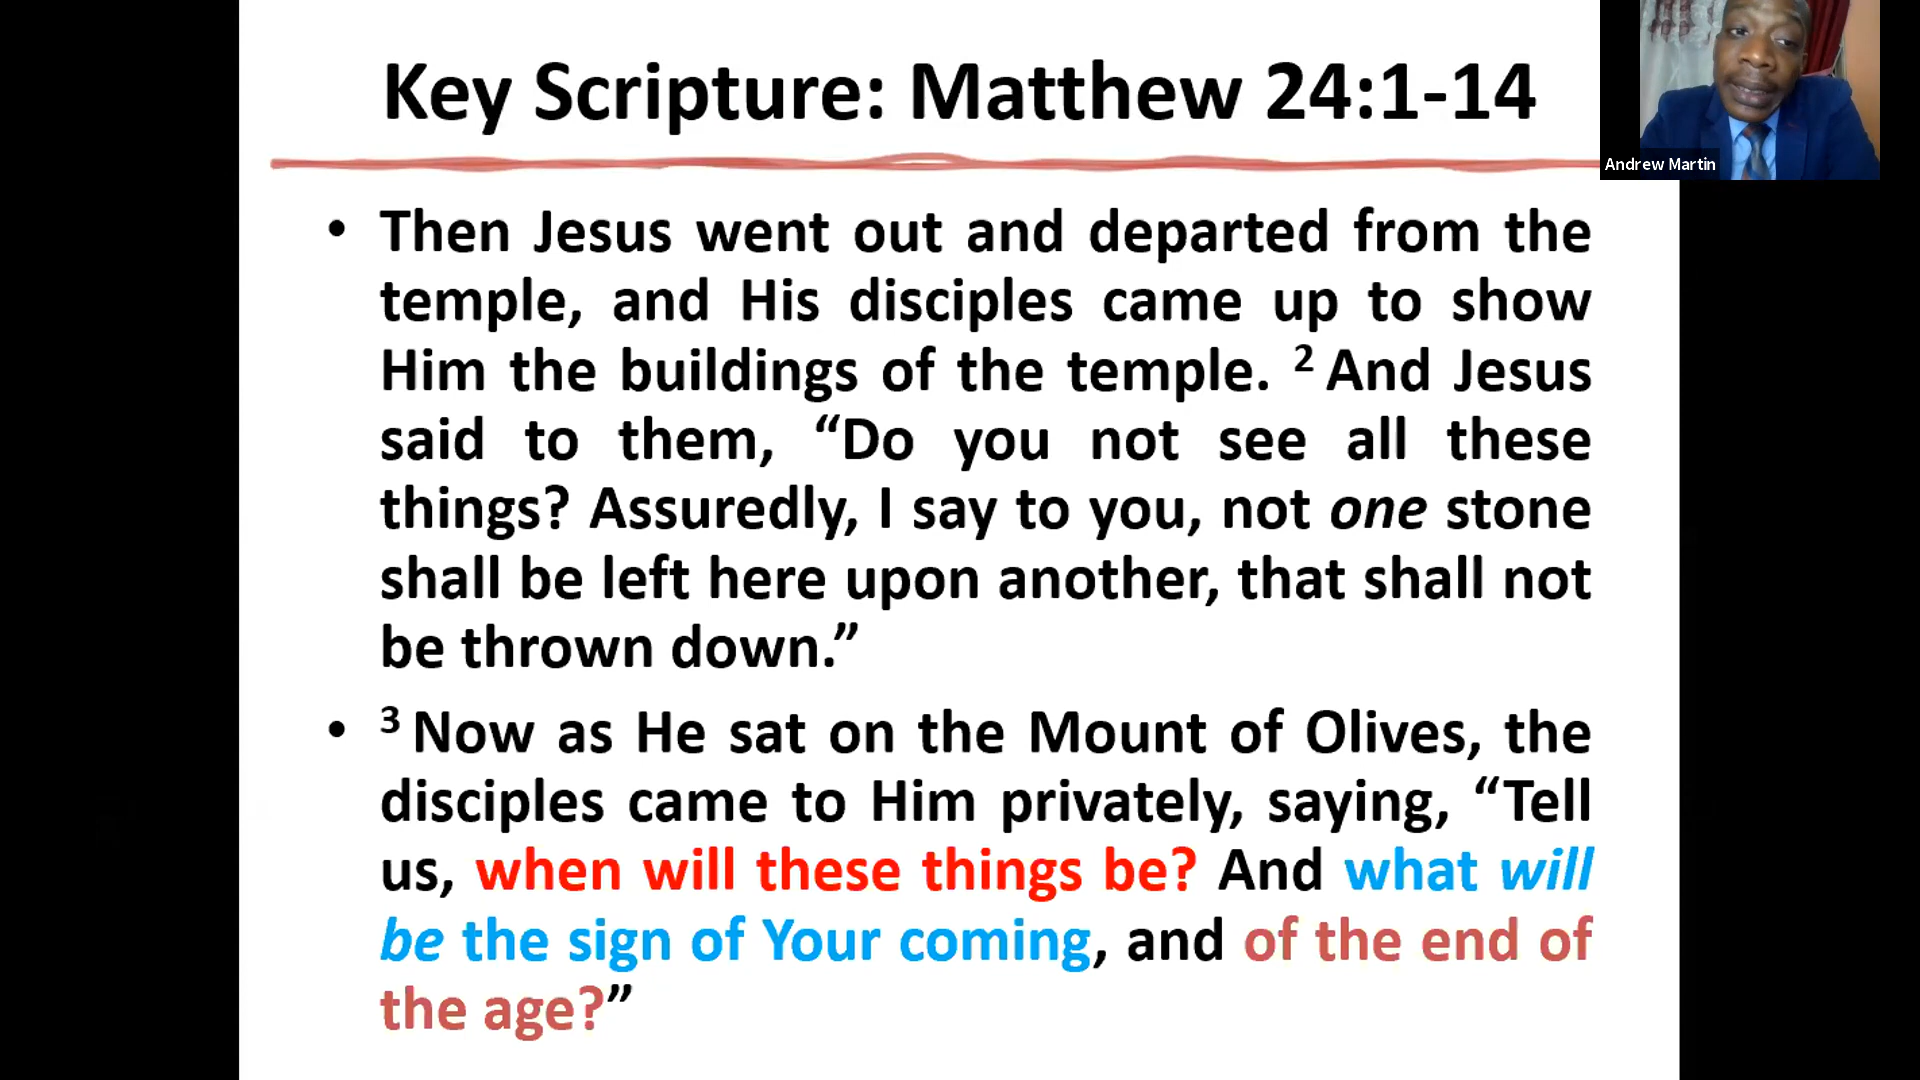 Key Scripture: Matthew 24:1-14
Andrew Martin
• Then Jesus went out and departed from the
temple, and His disciples came up to show
Him the buildings of the temple. ² And Jesus
said to them, “Do you not see all these
things? Assuredly, I say to you, not one stone
shall be left here upon another, that shall not
be thrown down.”
• ³ Now as He sat on the Mount of Olives, the
disciples came to Him privately, saying, “Tell
us, when will these things be? And what will
be the sign of Your coming, and of the end of
the age?”